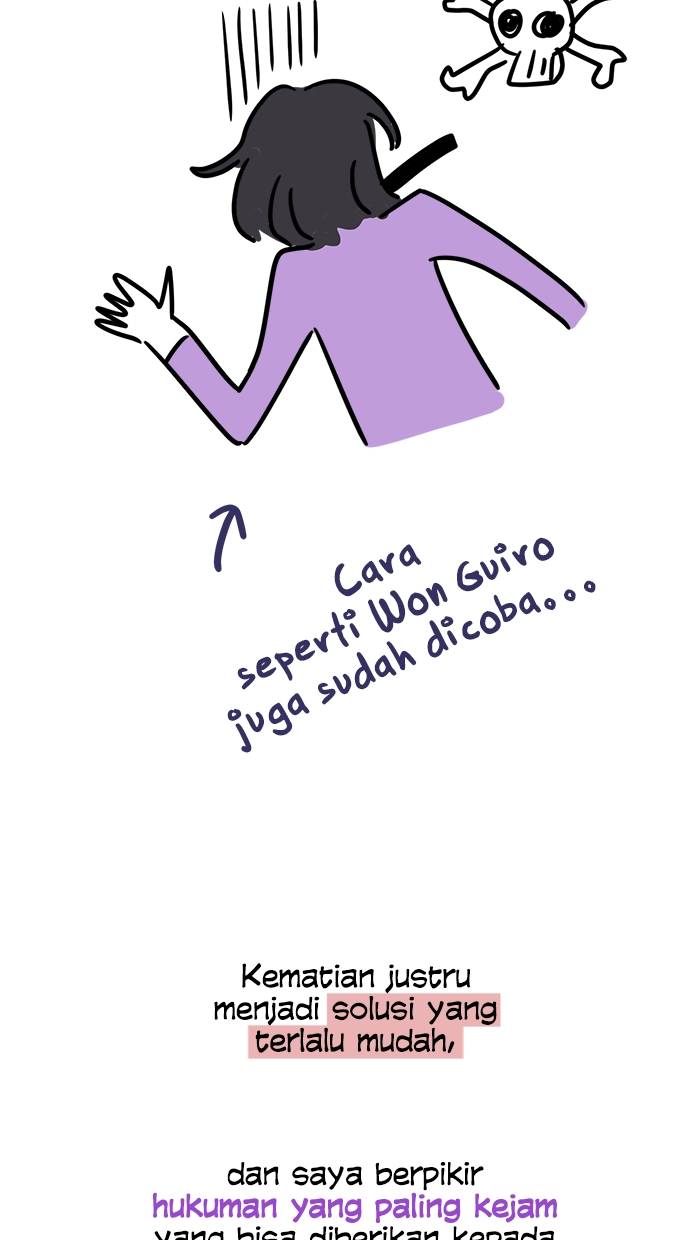 Cara
seperti Won Guiro
juga sudah dicoba...
Kematian justru
menjadi solusi yang
terlalu mudah,
dan saya berpikir
hukuman yang paling kejam
yang bisa diberikan kepada